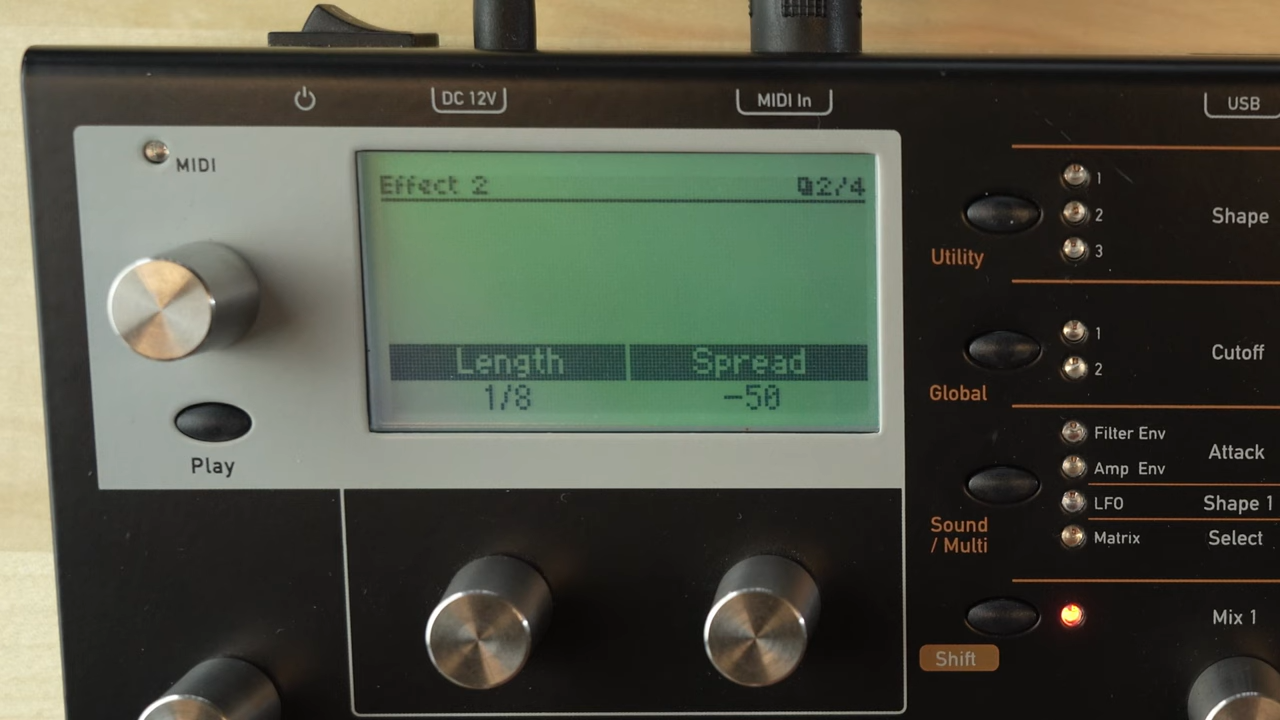 DC 12V
MIDI In
USB
MIDI
Effect 2
2/4
Length
Spread
1/8
-50
Play
1
2
3
Shape
Utility
1
2
Cutoff
Global
Filter Env
Attack
Amp Env
LFO
Shape 1
Sound
/ Multi
Matrix
Select
Mix 1
Shift